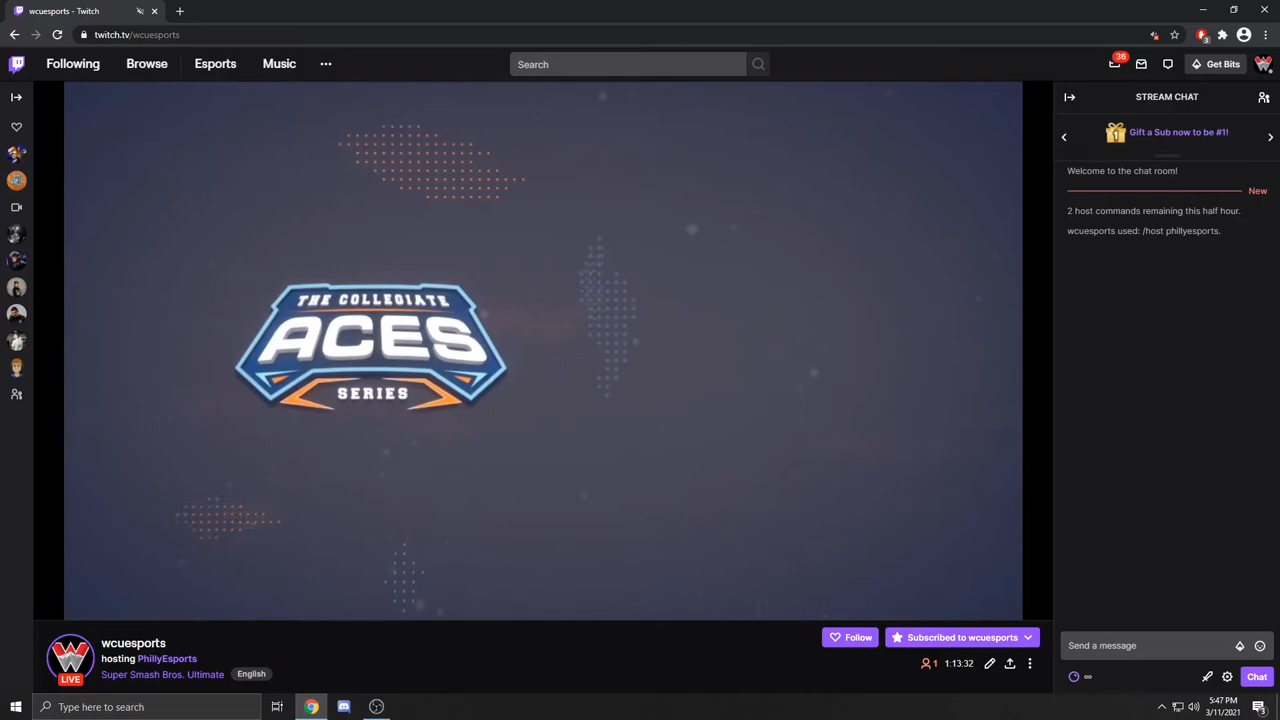 wcuesports - Twitch
twitch.tv/wcuesports
3
Following
Browse
Esports
Music
Search
36
Get Bits
STREAM CHAT
1
Gift a Sub now to be #1!
Welcome to the chat room!
New
2 host commands remaining this half hour.
wcuesports used: /host phillyesports.
THE COLLEGIATE
ACES
SERIES
wcuesports
hosting PhillyEsports
Super Smash Bros. Ultimate
English
LIVE
Follow
Subscribed to wcuesports
1
1:13:32
Send a message
∞
Chat
Type here to search
5:47 PM
3/11/2021
3